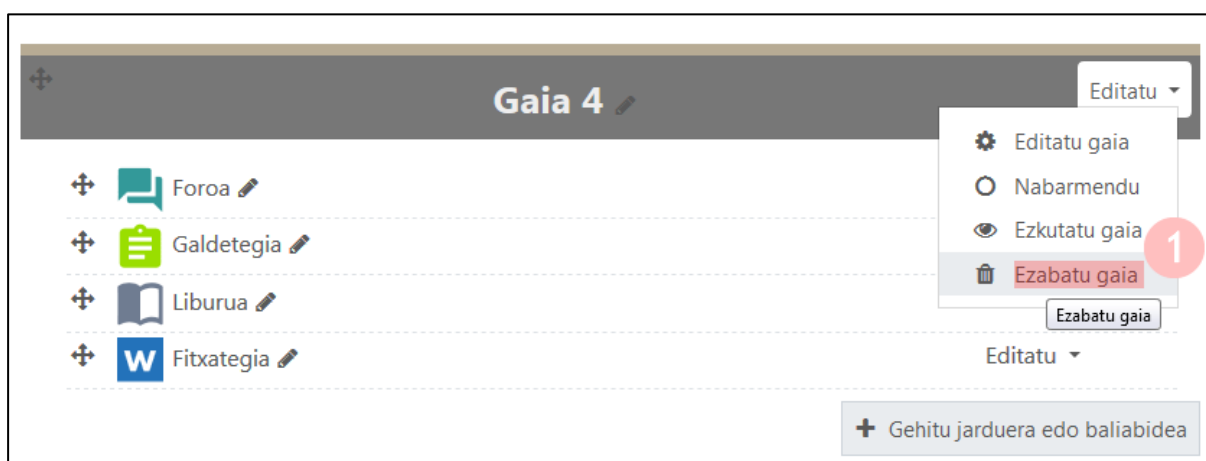 Gaia 4
Editatu
Editatu gaia
Nabarmendu
Ezkutatu gaia
1
Ezabatu gaia
Ezabatu gaia
Foroa
Galdetegia
Liburua
W Fitxategia
Editatu
+ Gehitu jarduera edo baliabidea